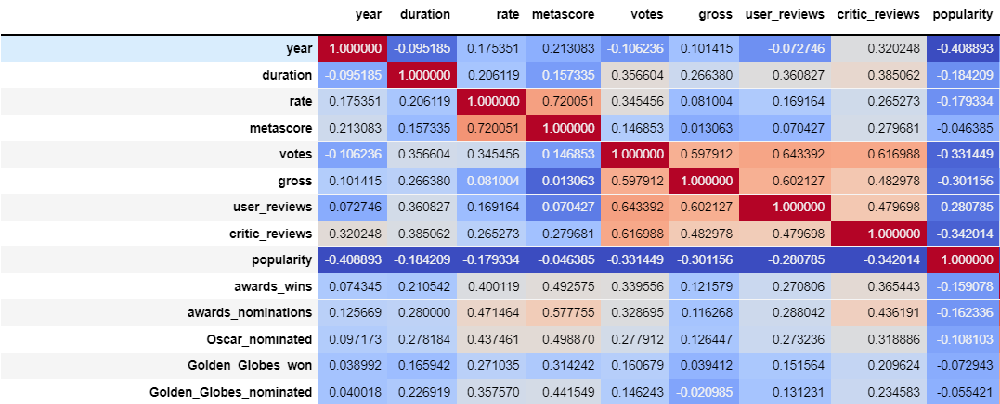 year duration rate metascore votes gross user_reviews critic_reviews popularity
year 1.000000 -0.095185 0.175351 0.213083 -0.106236 0.101415 -0.072746 0.320248 -0.408893
duration -0.095185 1.000000 0.206119 0.157335 0.356604 0.266380 0.360827 0.385062 -0.184209
rate 0.175351 0.206119 1.000000 0.720051 0.345456 0.081004 0.169164 0.265273 -0.179334
metascore 0.213083 0.157335 0.720051 1.000000 0.146853 0.013063 0.070427 0.279681 -0.046385
votes -0.106236 0.356604 0.345456 0.146853 1.000000 0.597912 0.643392 0.616988 -0.331449
gross 0.101415 0.266380 0.081004 0.013063 0.597912 1.000000 0.602127 0.482978 -0.301156
user_reviews -0.072746 0.360827 0.169164 0.070427 0.643392 0.602127 1.000000 0.479698 -0.280785
critic_reviews 0.320248 0.385062 0.265273 0.279681 0.616988 0.482978 0.479698 1.000000 -0.342014
popularity -0.408893 -0.184209 -0.179334 -0.046385 -0.331449 -0.301156 -0.280785 -0.342014 1.000000
awards_wins 0.074345 0.210542 0.400119 0.492575 0.339556 0.121579 0.270806 0.365443 -0.159078
awards_nominations 0.125669 0.280000 0.471464 0.577755 0.328695 0.116268 0.288042 0.436191 -0.162336
Oscar_nominated 0.097173 0.278184 0.437461 0.498870 0.277912 0.126447 0.273236 0.318886 -0.108103
Golden_Globes_won 0.038992 0.165942 0.271035 0.314242 0.160679 0.039412 0.151564 0.209624 -0.072943
Golden_Globes_nominated 0.040018 0.226919 0.357570 0.441549 0.146243 -0.020985 0.131231 0.234583 -0.055421